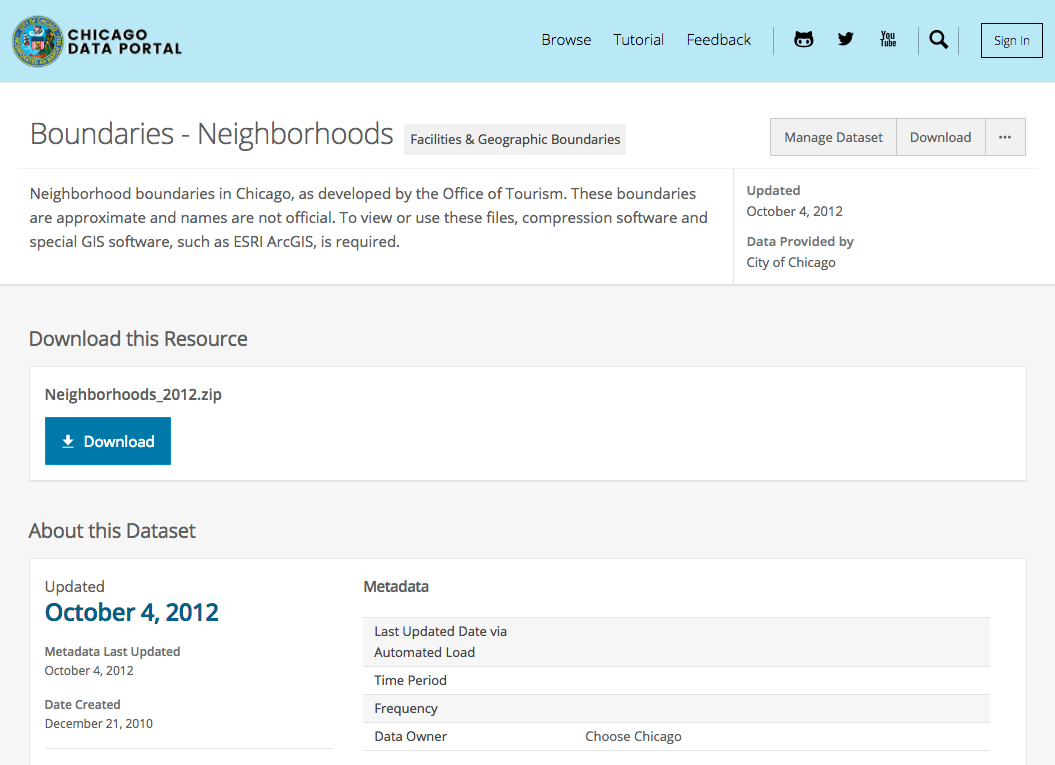 CHICAGO
DATA PORTAL
Browse Tutorial Feedback You Tube Sign In
Boundaries - Neighborhoods Facilities & Geographic Boundaries Manage Dataset Download ...
Neighborhood boundaries in Chicago, as developed by the Office of Tourism. These boundaries
are approximate and names are not official. To view or use these files, compression software and
special GIS software, such as ESRI ArcGIS, is required.
Updated
October 4, 2012
Data Provided by
City of Chicago
Download this Resource
Neighborhoods_2012.zip
Download
About this Dataset
Updated
October 4, 2012
Metadata Last Updated
October 4, 2012
Date Created
December 21, 2010
Metadata
Last Updated Date via
Automated Load
Time Period
Frequency
Data Owner Choose Chicago